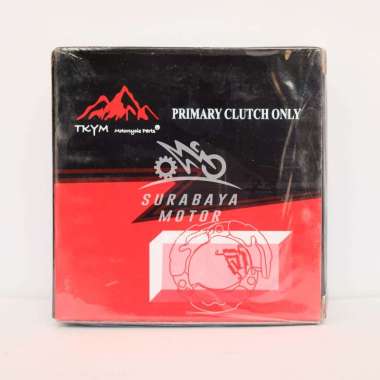 PRIMARY CLUTCH ONLY
TKYM Motorcycle Parts®
SURABAYA
MOTOR